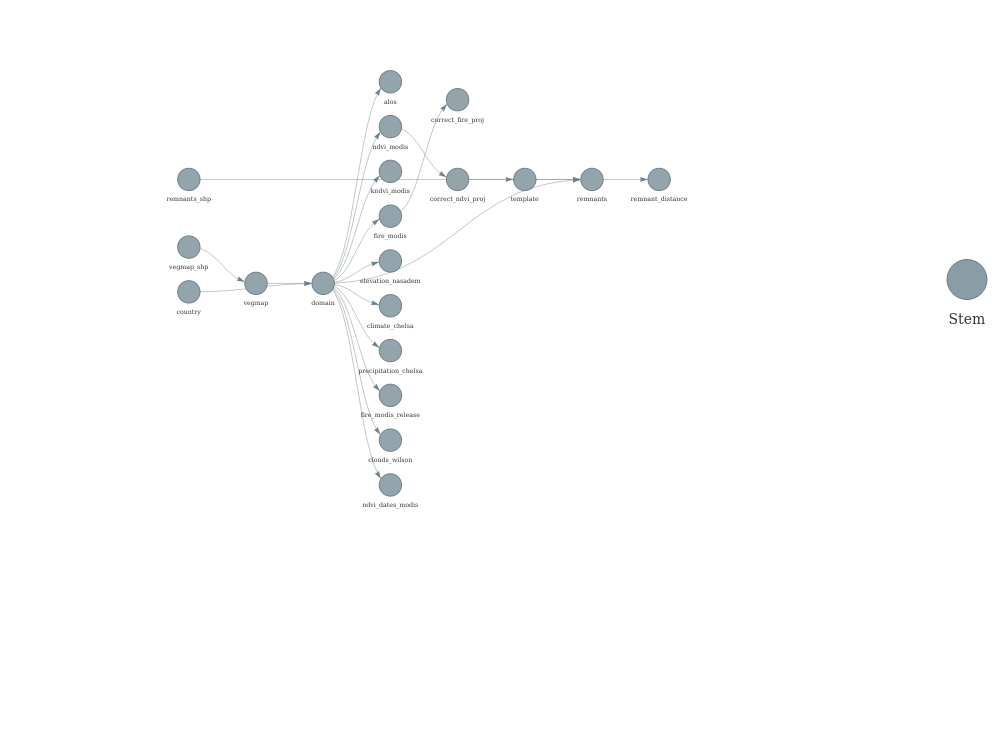 alos
correct_fire_proj
ndvi_modis
kndvi_modis
remnants_shp
correct_ndvi_proj
template
remnants
remnant_distance
fire_modis
vegmap_shp
elevation_nasadem
country
vegmap
domain
Stem
climate_chelsa
precipitation_chelsa
fire_modis_release
clouds_wilson
ndvi_dates_modis